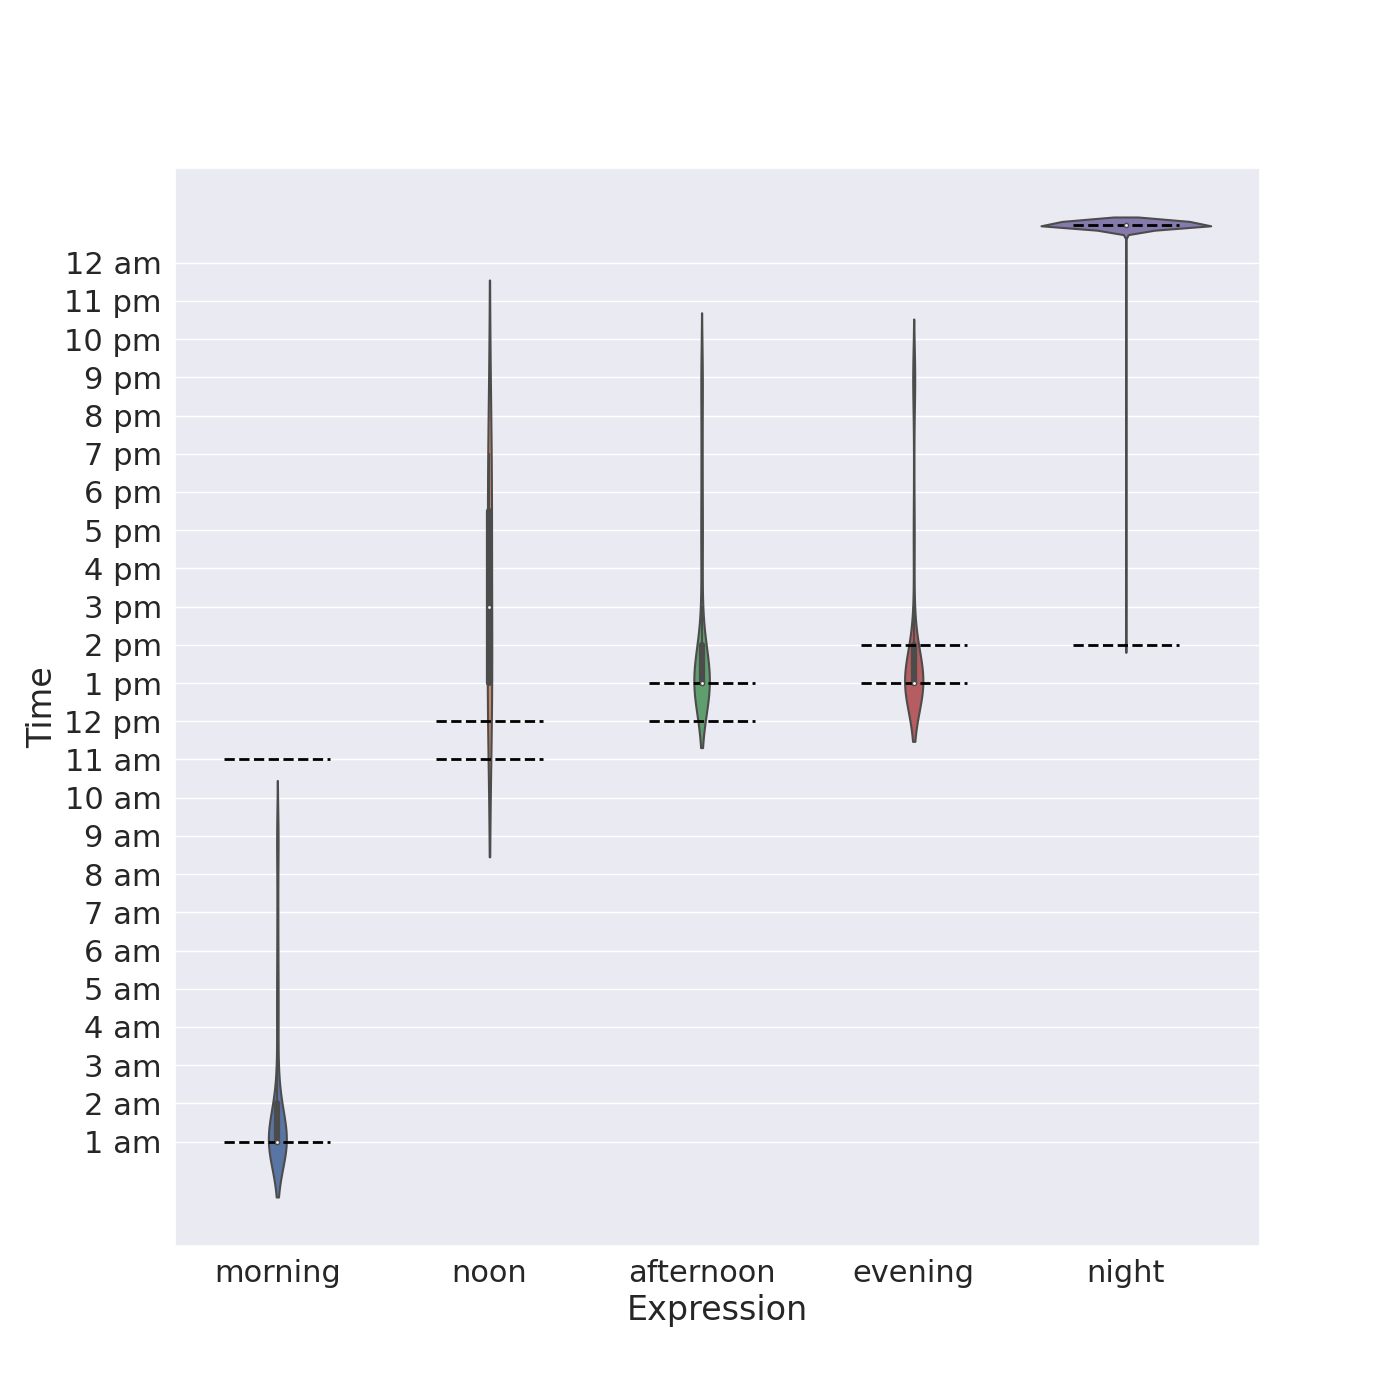 12 am
11 pm
10 pm
9 pm
8 pm
7 pm
6 pm
5 pm
4 pm
3 pm
2 pm
1 pm
12 pm
11 am
10 am
9 am
8 am
7 am
6 am
5 am
4 am
3 am
2 am
1 am
Time
morning noon afternoon evening night
Expression